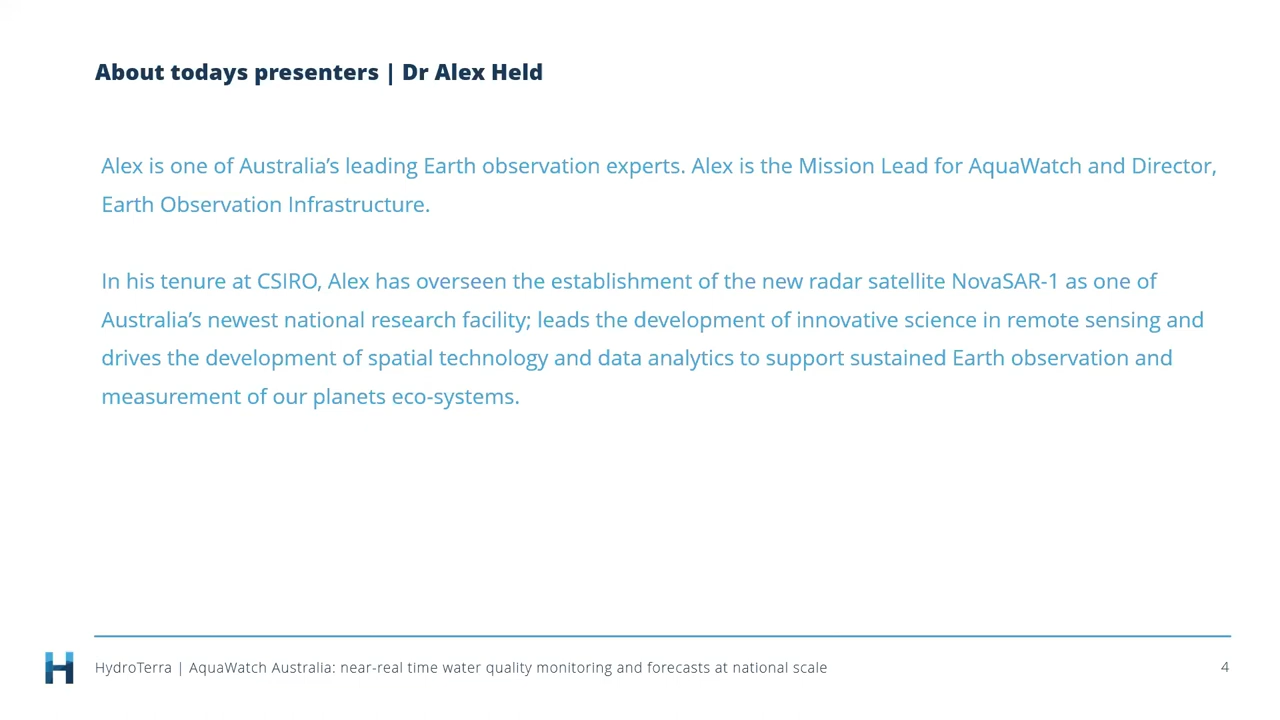 About todays presenters | Dr Alex Held
Alex is one of Australia’s leading Earth observation experts. Alex is the Mission Lead for AquaWatch and Director,
Earth Observation Infrastructure.
In his tenure at CSIRO, Alex has overseen the establishment of the new radar satellite NovaSAR-1 as one of
Australia’s newest national research facility; leads the development of innovative science in remote sensing and
drives the development of spatial technology and data analytics to support sustained Earth observation and
measurement of our planets eco-systems.
H
HydroTerra | AquaWatch Australia: near-real time water quality monitoring and forecasts at national scale
4